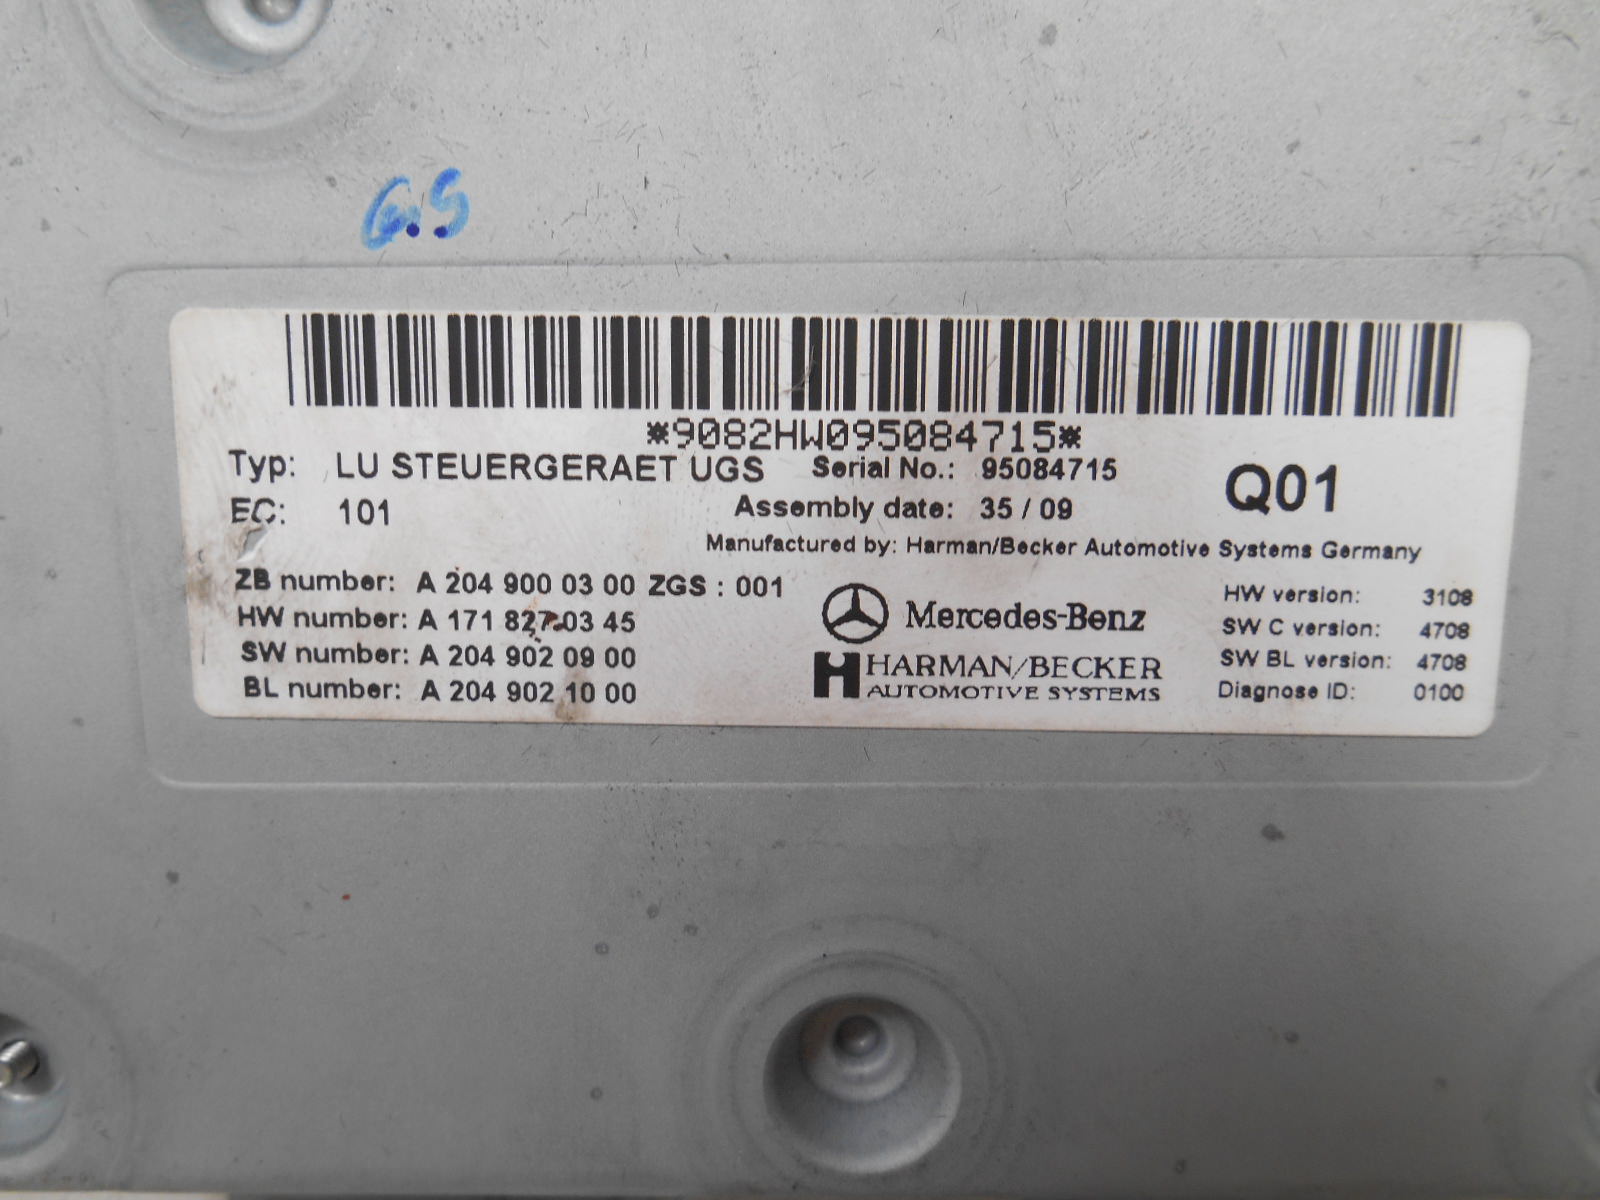 G.S
*9082HW095084715*
Typ: LU STEUERGERAET UGS Serial No.: 95084715 Q01
EC: 101 Assembly date: 35 / 09
Manufactured by: Harman/Becker Automotive Systems Germany
ZB number: A 204 900 03 00 ZGS : 001
HW number: A 171 827 03 45
SW number: A 204 902 09 00
BL number: A 204 902 10 00
Mercedes-Benz
HARMAN/BECKER
AUTOMOTIVE SYSTEMS
HW version: 3108
SW C version: 4708
SW BL version: 4708
Diagnose ID: 0100